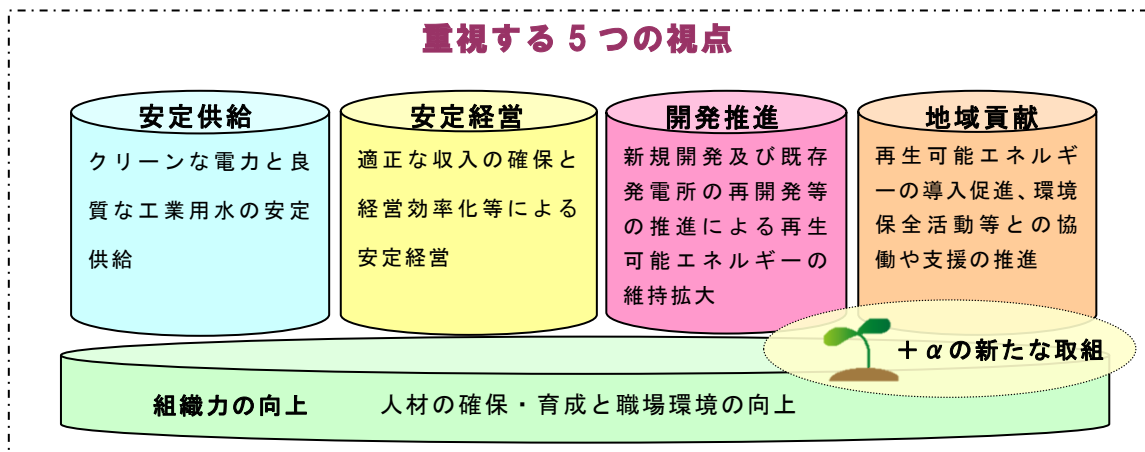 重視する5つの視点
安定供給
クリーンな電力と良
質な工業用水の安定
供給
安定経営
適正な収入の確保と
経営効率化等による
安定経営
開発推進
新規開発及び既存
発電所の再開発等
の推進による再生
可能エネルギーの
維持拡大
地域貢献
再生可能エネルギ
ーの導入促進、環境
保全活動等との協
働や支援の推進
＋αの新たな取組
組織力の向上 人材の確保・育成と職場環境の向上